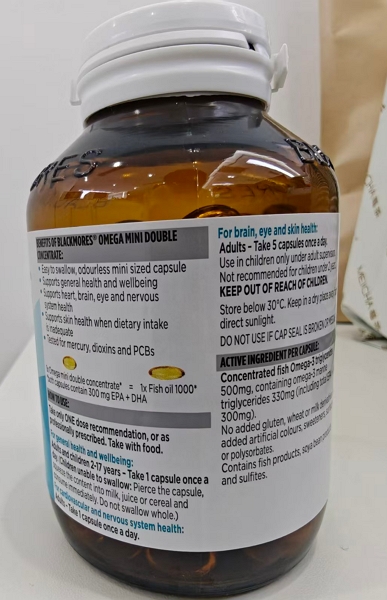 BENEFITS OF BLACKMORES® OMEGA MINI DOUBLE
CONCENTRATE:
• Easy to swallow, odourless mini sized capsule
• Supports general health and wellbeing
• Supports heart, brain, eye and nervous
system health
• Supports skin health when dietary intake
is inadequate
• Tested for mercury, dioxins and PCBs
Omega mini double concentrate^ = 1x Fish oil 1000*
Each capsules contain 300 mg EPA + DHA
HOW TO USE:
Take only ONE dose recommendation, or as
professionally prescribed. Take with food.
For general health and wellbeing:
Adults and children 2-17 years - Take 1 capsule once a
day. Children unable to swallow: Pierce the capsule,
the content into milk, juice or cereal and
consume immediately. Do not swallow whole.)
For cardiovascular and nervous system health:
Adults - Take 1 capsule once a day.
For brain, eye and skin health:
Adults - Take 5 capsules once a day.
Use in children only under adult supervision.
Not recommended for children under 2
KEEP OUT OF REACH OF CHILDREN.
Store below 30°C. Keep in a dry place
direct sunlight.
DO NOT USE IF CAP SEAL IS BROKEN
ACTIVE INGREDIENT PER CAPSULE:
Concentrated fish Omega-3 triglycerides
500mg, containing omega-3 marine
triglycerides 330mg (including
300mg).
No added gluten, wheat or milk
added artificial colours, sweeteners,
or polysorbates.
Contains fish products, soya bean
and sulfites.